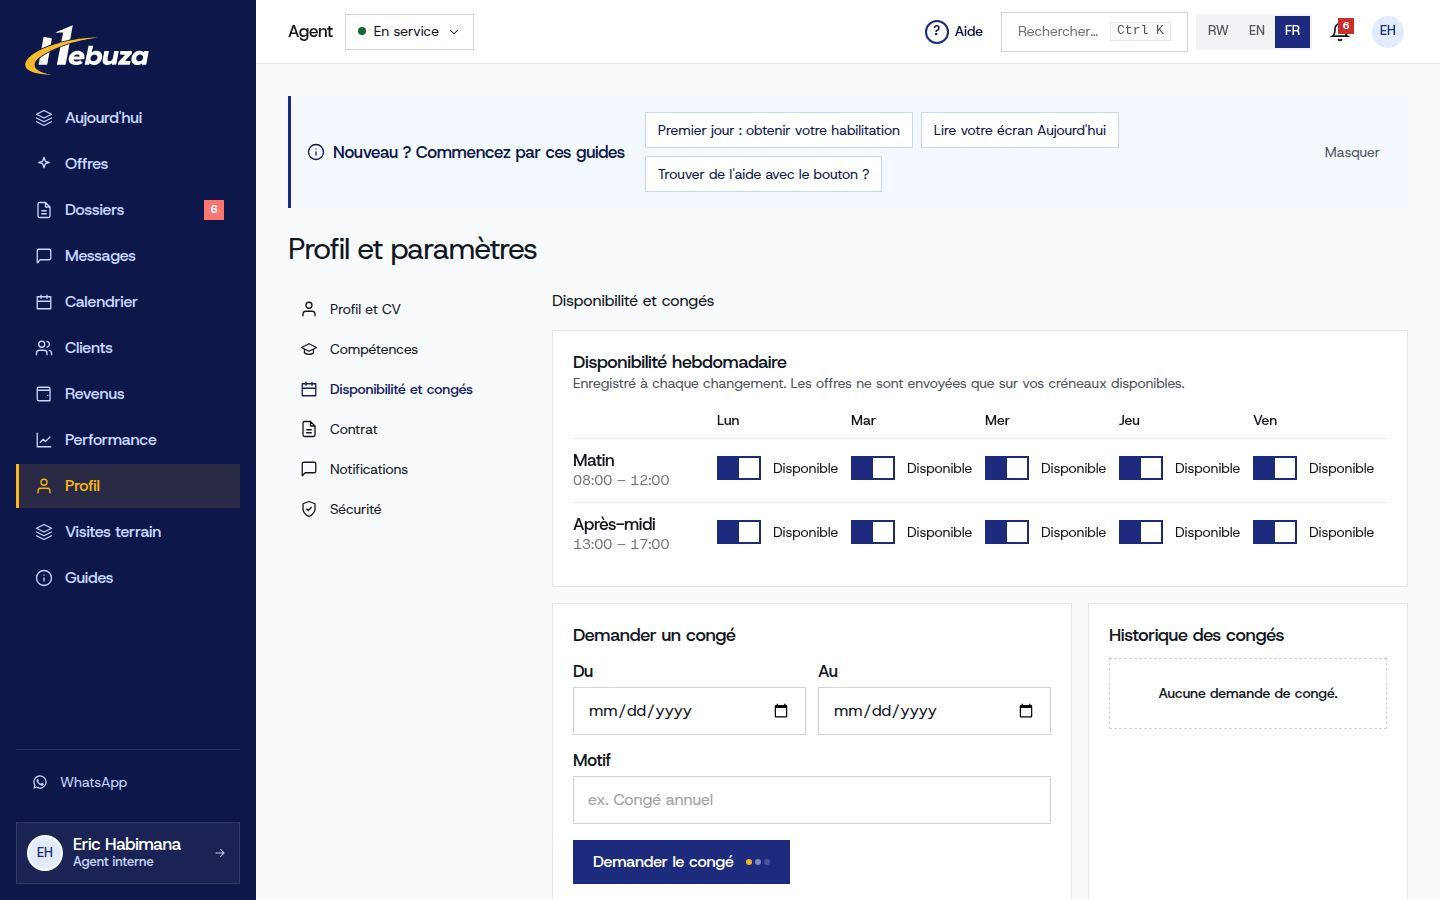 Hebuza
Agent
En service
? Aide
Rechercher...
Ctrl K
RW EN FR
6
EH
Aujourd'hui
Offres
Dossiers 6
Messages
Calendrier
Clients
Revenus
Performance
Profil
Visites terrain
Guides
WhatsApp
EH
Eric Habimana
Agent interne
Nouveau ? Commencez par ces guides
Premier jour : obtenir votre habilitation
Lire votre écran Aujourd'hui
Trouver de l'aide avec le bouton ?
Masquer
Profil et paramètres
Profil et CV
Compétences
Disponibilité et congés
Contrat
Notifications
Sécurité
Disponibilité et congés
Disponibilité hebdomadaire
Enregistré à chaque changement. Les offres ne sont envoyées que sur vos créneaux disponibles.
Lun Mar Mer Jeu Ven
Matin
08:00 – 12:00
Disponible Disponible Disponible Disponible Disponible
Après-midi
13:00 – 17:00
Disponible Disponible Disponible Disponible Disponible
Demander un congé
Du
Au
mm/dd/yyyy
mm/dd/yyyy
Motif
ex. Congé annuel
Demander le congé
Historique des congés
Aucune demande de congé.